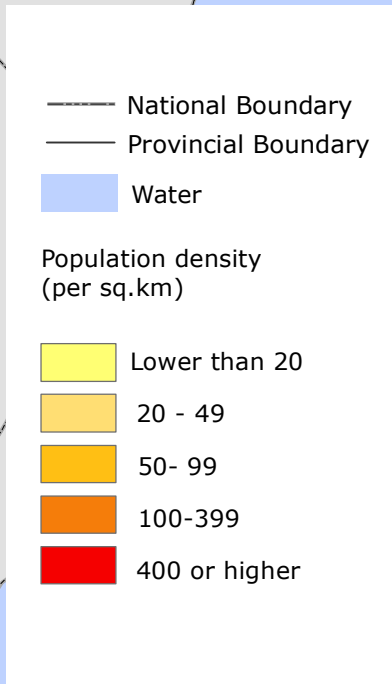 National Boundary
Provincial Boundary
Water
Population density
(per sq.km)
Lower than 20
20 - 49
50- 99
100-399
400 or higher